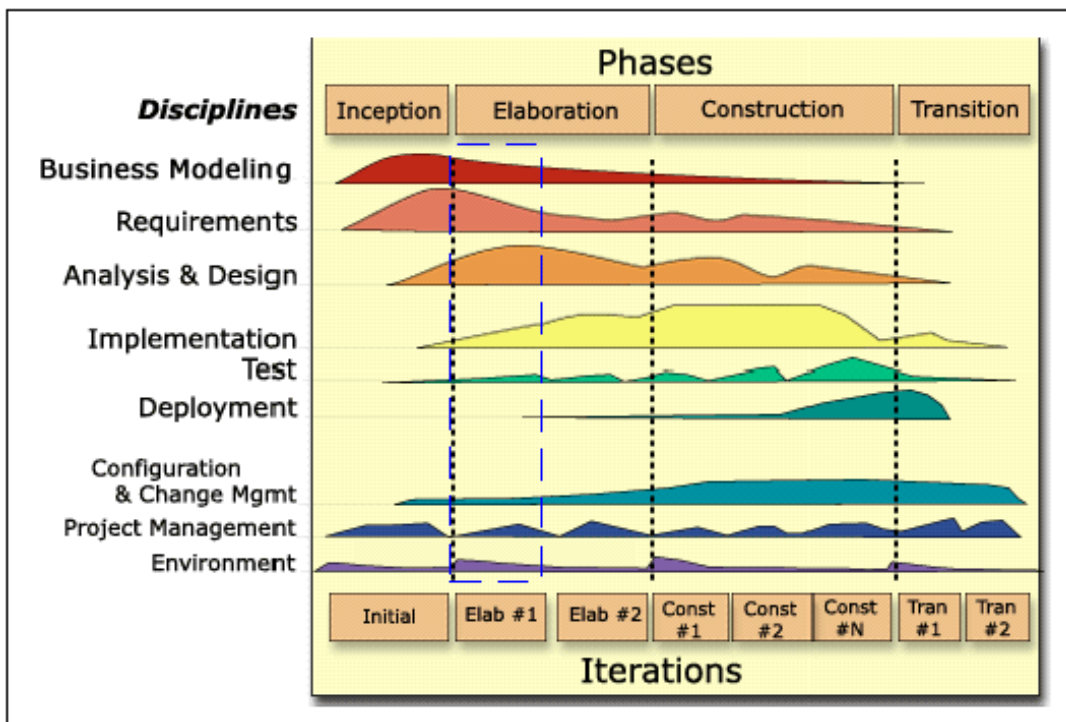 Phases
Disciplines
Inception
Elaboration
Construction
Transition
Business Modeling
Requirements
Analysis & Design
Implementation
Test
Deployment
Configuration
& Change Mgmt
Project Management
Environment
Initial
Elab #1
Elab #2
Const
#1
Const
#2
Const
#N
Tran
#1
Tran
#2
Iterations